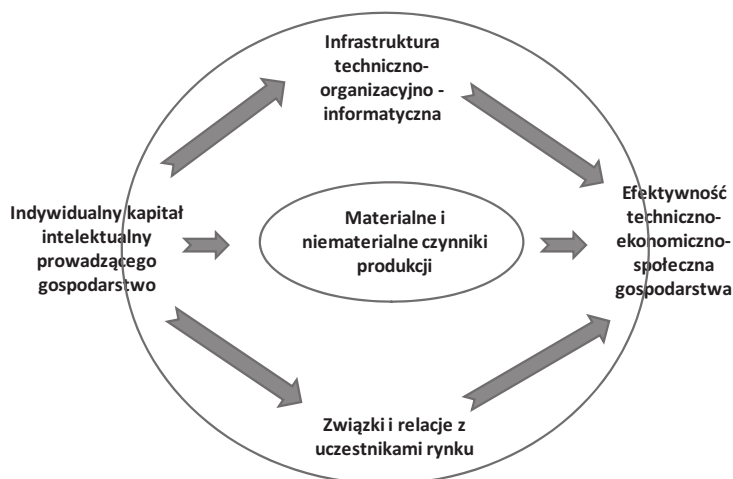 Infrastruktura
techniczno-
organizacyjno -
informatyczna
Indywidualny kapitał
intelektualny
prowadzącego
gospodarstwo
Materialne i
niematerialne czynniki
produkcji
Efektywność
techniczno-
ekonomiczno-
społeczna
gospodarstwa
Związki i relacje z
uczestnikami rynku